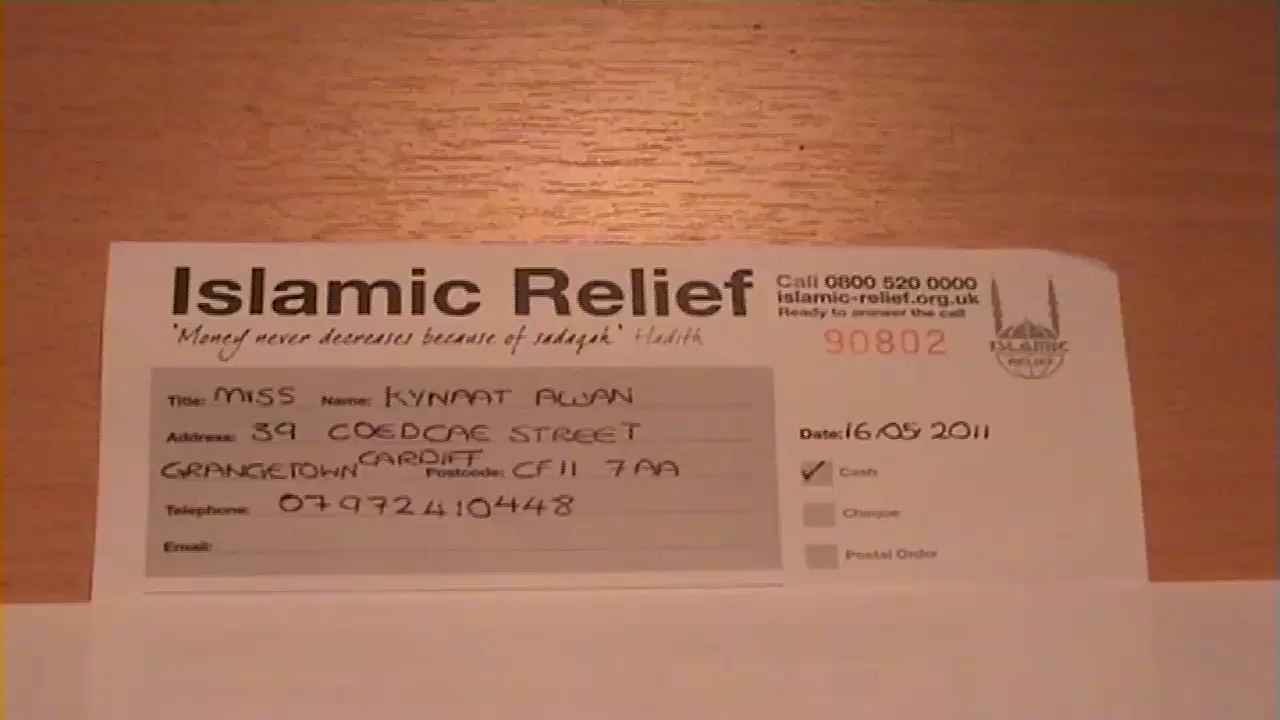 Islamic Relief
"Money never decreases because of sadaqah" Hadith
Call 0800 520 0000
islamic-relief.org.uk
Ready to answer the call
90802
ISLAMIC
RELIEF
Title: MISS Name: KYNAAT AWAN
Address: 39 COEDCAE STREET
GRANGETOWN CARDIFF Postcode: CF11 7AA
Telephone: 07972410448
Email:
Date: 16/05/2011
Cash
Cheque
Postal Order